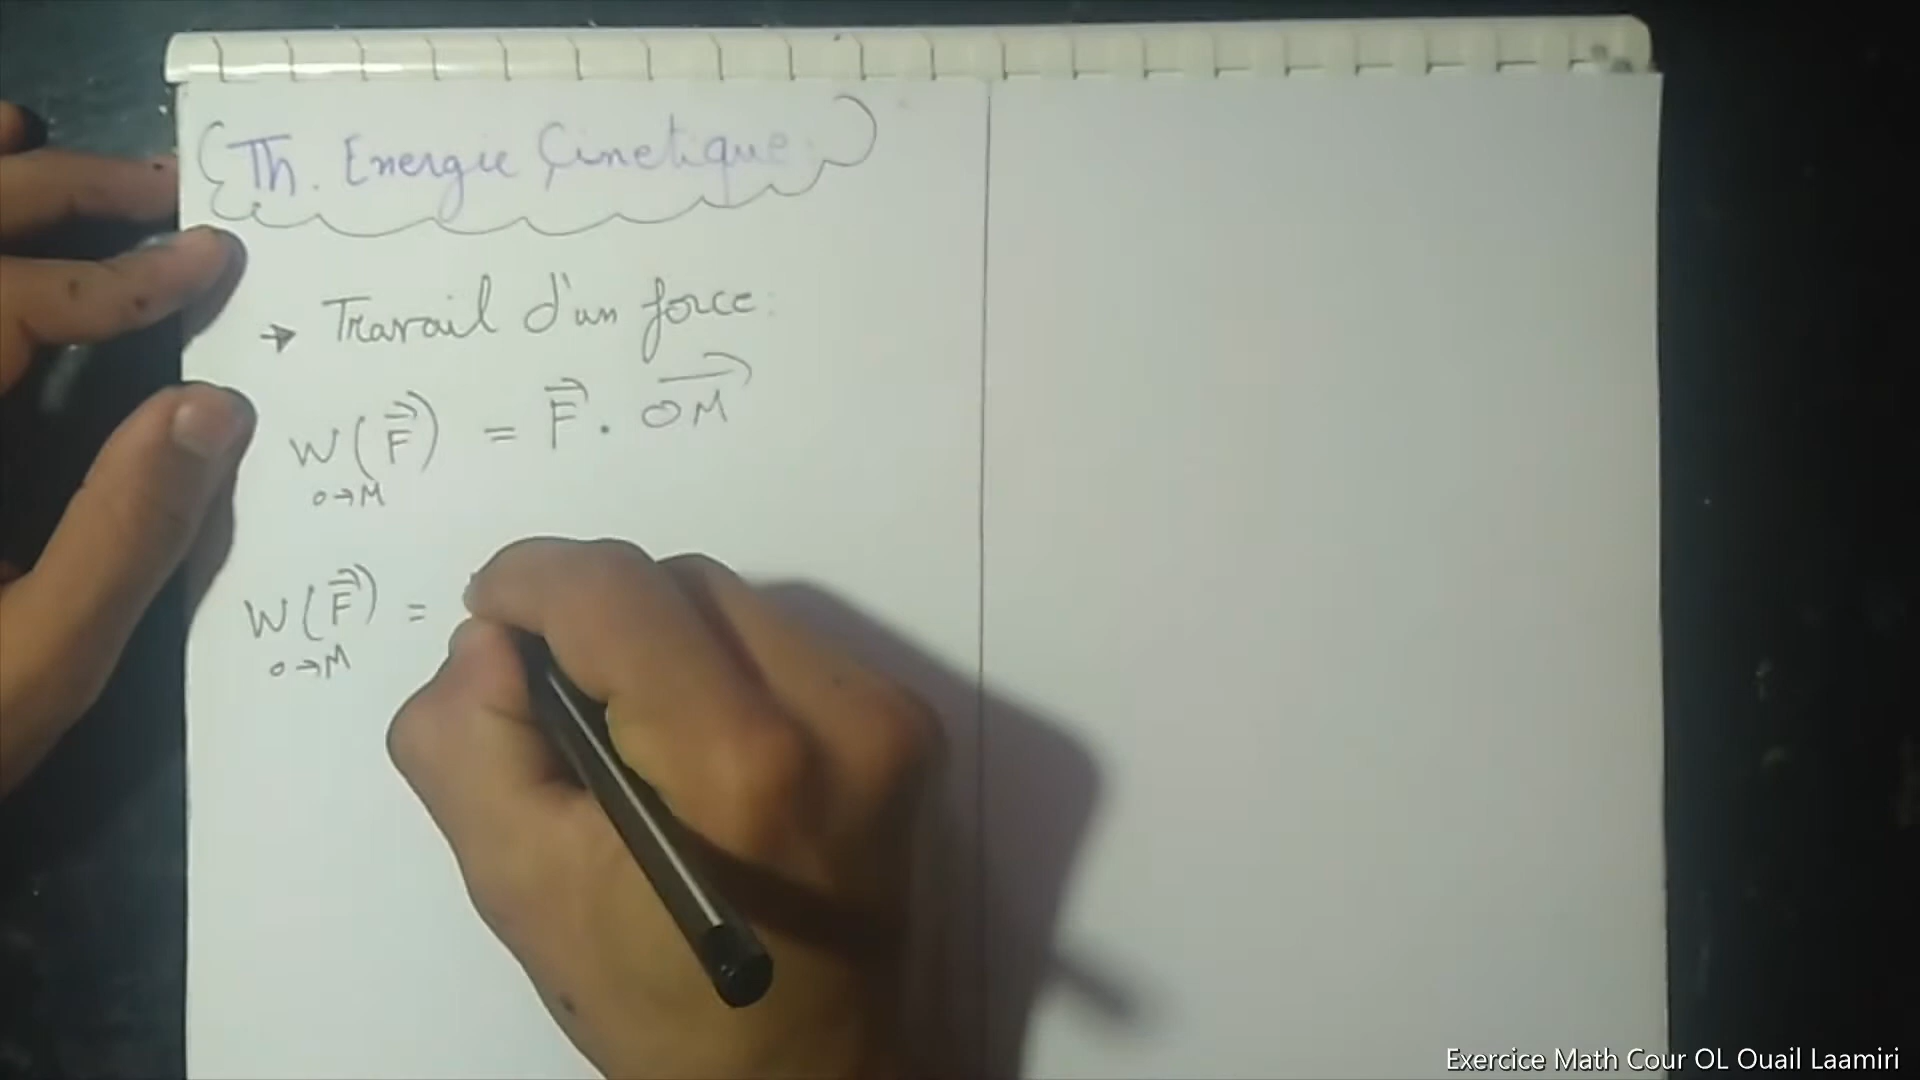 Th. Energie Cinetique
→ Travail d'un force:
W(F⃗) = F⃗ . OM⃗
o→M
W(F⃗) =
o→M
Exercice Math Cour OL Ouail Laamiri